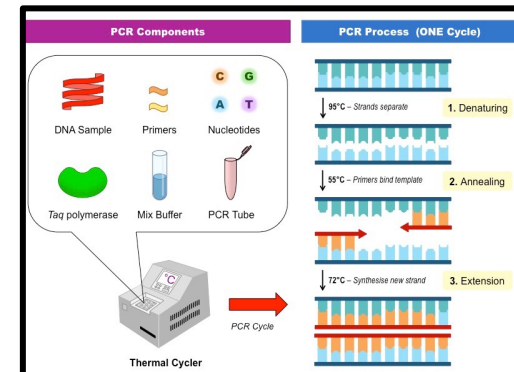 PCR Components
C G
A T
DNA Sample Primers Nucleotides
Taq polymerase Mix Buffer PCR Tube
°C
PCR Cycle
Thermal Cycler
PCR Process (ONE Cycle)
95°C – Strands separate
1. Denaturing
55°C – Primers bind template
2. Annealing
72°C – Synthesise new strand
3. Extension